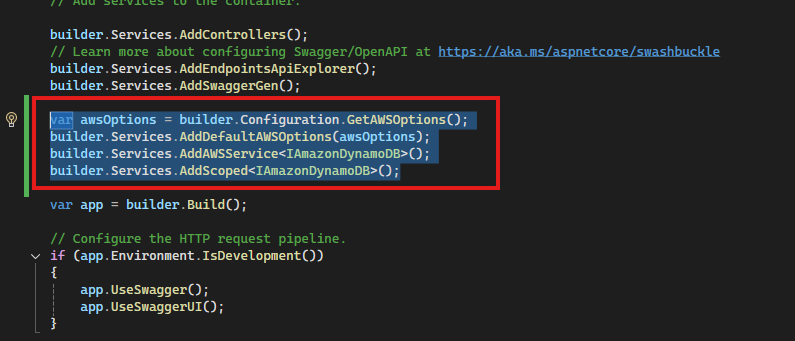 // Add services to the container.
builder.Services.AddControllers();
// Learn more about configuring Swagger/OpenAPI at https://aka.ms/aspnetcore/swashbuckle
builder.Services.AddEndpointsApiExplorer();
builder.Services.AddSwaggerGen();
var awsOptions = builder.Configuration.GetAWSOptions();
builder.Services.AddDefaultAWSOptions(awsOptions);
builder.Services.AddAWSService<IAmazonDynamoDB>();
builder.Services.AddScoped<IAmazonDynamoDB>();
var app = builder.Build();
// Configure the HTTP request pipeline.
if (app.Environment.IsDevelopment())
{
app.UseSwagger();
app.UseSwaggerUI();
}